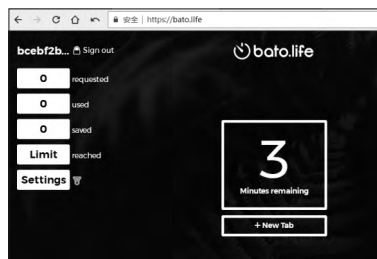 安全 | https://bato.life
bcebf2b... Sign out
bato.life
0 requested
0 used
0 saved
Limit reached
Settings
3
Minutes remaining
+ New Tab